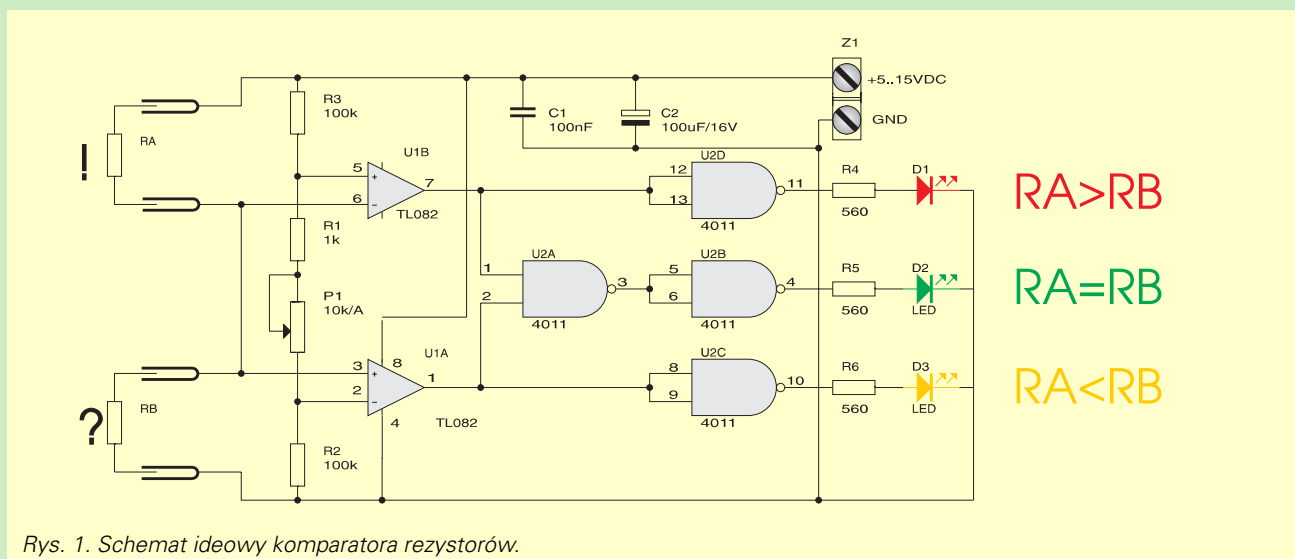 Z1
+5..15VDC
GND
R3
100k
C1
100nF
C2
100uF/16V
RA
!
U1B
5
+
6
-
7
TL082
R1
1k
P1
10k/A
U2D
12
13
11
4011
R4
560
D1
RA>RB
U2A
1
2
3
4011
U2B
5
6
4
4011
R5
560
D2
LED
RA=RB
U1A
3
+
2
-
8
1
4
TL082
U2C
8
9
10
4011
R6
560
D3
LED
RA<RB
RB
?
R2
100k
Rys. 1. Schemat ideowy komparatora rezystorów.